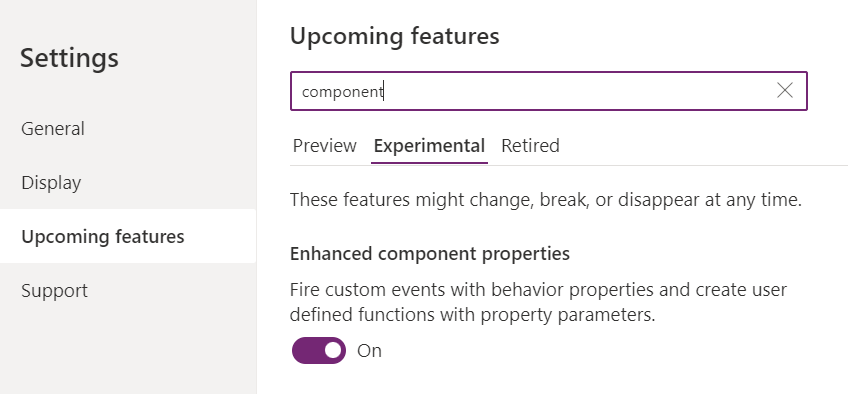 Settings
General
Display
Upcoming features
Support
Upcoming features
component
Preview Experimental Retired
These features might change, break, or disappear at any time.
Enhanced component properties
Fire custom events with behavior properties and create user
defined functions with property parameters.
On